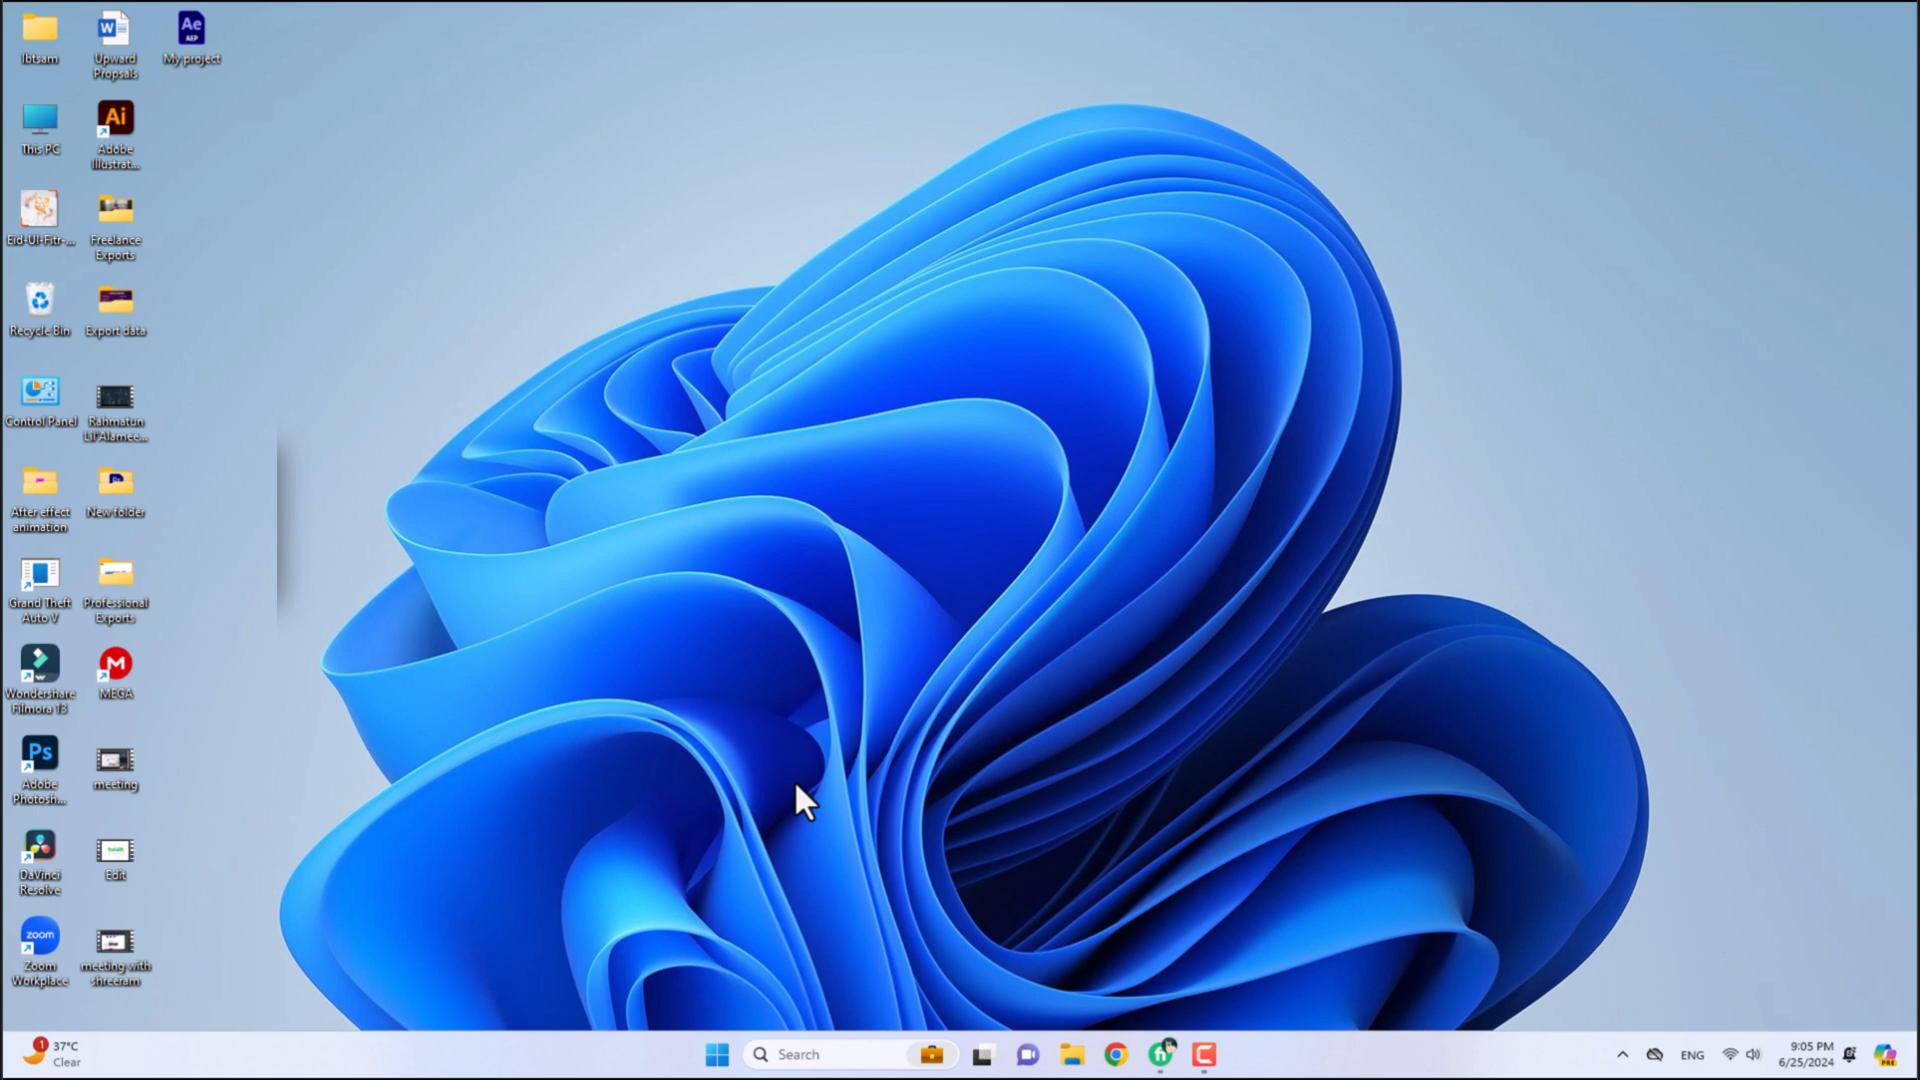 Ibtsam
Upward
Propsals
My project
This PC
Adobe
Illustrat...
Eid-Ul-Fitr-...
Freelance
Exports
Recycle Bin
Export data
Control Panel
Rahmatun
Lil'Alamee...
After effect
animation
New folder
Grand Theft
Auto V
Professional
Exports
Wondershare
Filmora 13
MEGA
Adobe
Photosh...
meeting
DaVinci
Resolve
Edit
Zoom
Workplace
meeting with
shreeram
W
Ae
AEP
Ai
Ps
zoom
1
37°C
Clear
Search
ENG
9:05 PM
6/25/2024
PRE